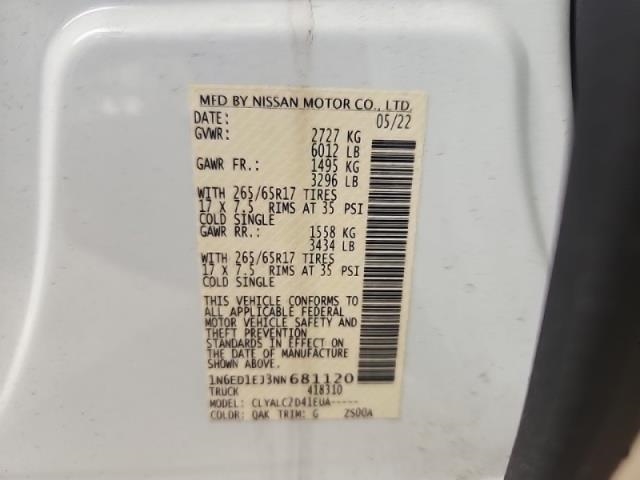 MFD BY NISSAN MOTOR CO., LTD.
DATE: 05/22
GVWR: 2727 KG
6012 LB
GAWR FR.: 1495 KG
3296 LB
WITH 265/65R17 TIRES
17 X 7.5 RIMS AT 35 PSI
COLD SINGLE
GAWR RR.: 1558 KG
3434 LB
WITH 265/65R17 TIRES
17 X 7.5 RIMS AT 35 PSI
COLD SINGLE
THIS VEHICLE CONFORMS TO
ALL APPLICABLE FEDERAL
MOTOR VEHICLE SAFETY AND
THEFT PREVENTION
STANDARDS IN EFFECT ON
THE DATE OF MANUFACTURE
SHOWN ABOVE.
1N6ED1EJ3NN681120
TRUCK 418310
MODEL: CLYALC2D41EUA-----
COLOR: QAK TRIM: G ZS00A